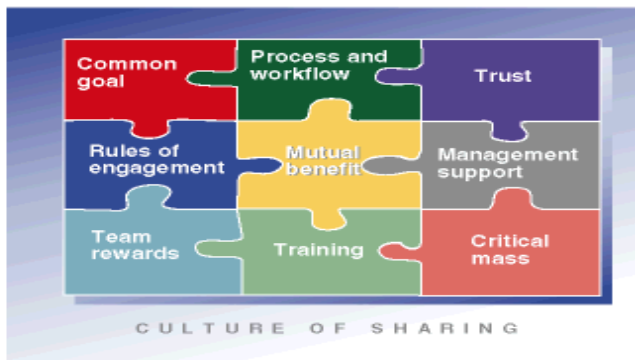 Common
goal
Process and
workflow
Trust
Rules of
engagement
Mutual
benefit
Management
support
Team
rewards
Training
Critical
mass
CULTURE OF SHARING